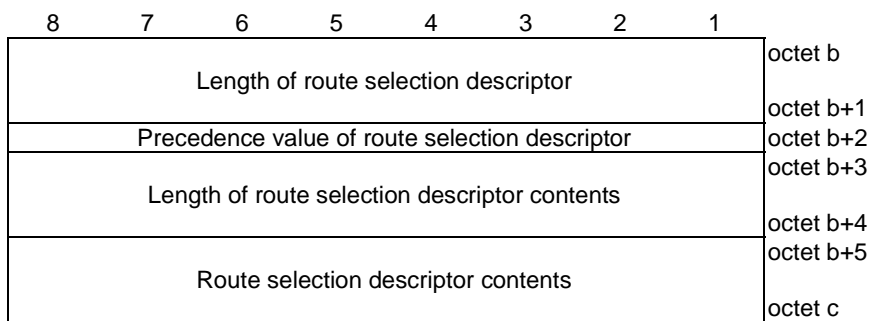 8 7 6 5 4 3 2 1
octet b
Length of route selection descriptor
octet b+1
Precedence value of route selection descriptor octet b+2
octet b+3
Length of route selection descriptor contents
octet b+4
octet b+5
Route selection descriptor contents
octet c